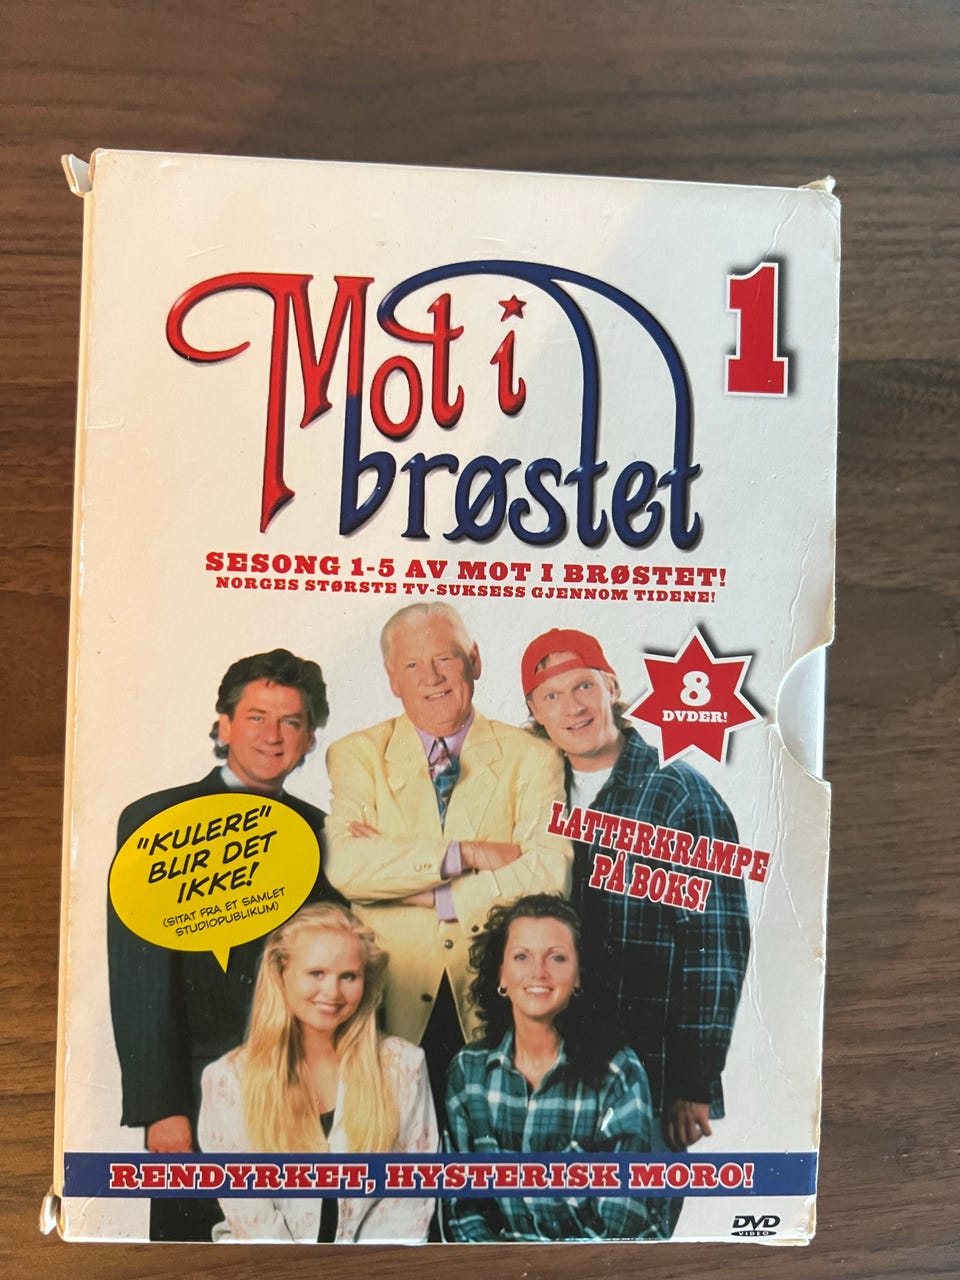 1
Mot i
brøstet
SESONG 1-5 AV MOT I BRØSTET!
NORGES STØRSTE TV-SUKSESS GJENNOM TIDENE!
8
DVDER!
LATTERKRAMPE
PÅ BOKS!
"KULERE"
BLIR DET
IKKE!
(SITAT FRA ET SAMLET
STUDIOPUBLIKUM)
RENDYRKET, HYSTERISK MORO!
DVD
VIDEO